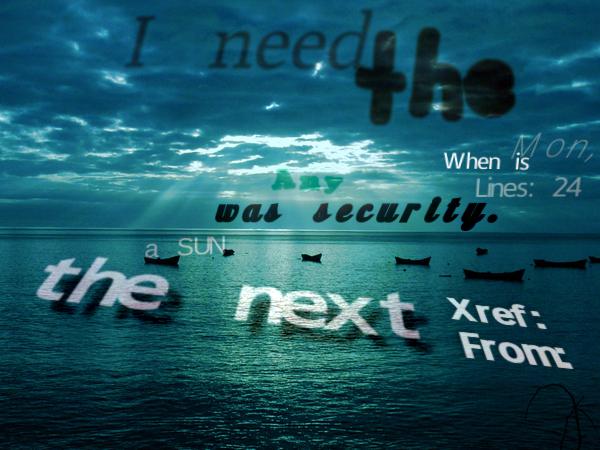 I need
the
Mon,
When is
Any
Lines: 24
was security.
a SUN
the next
Xref:
From: